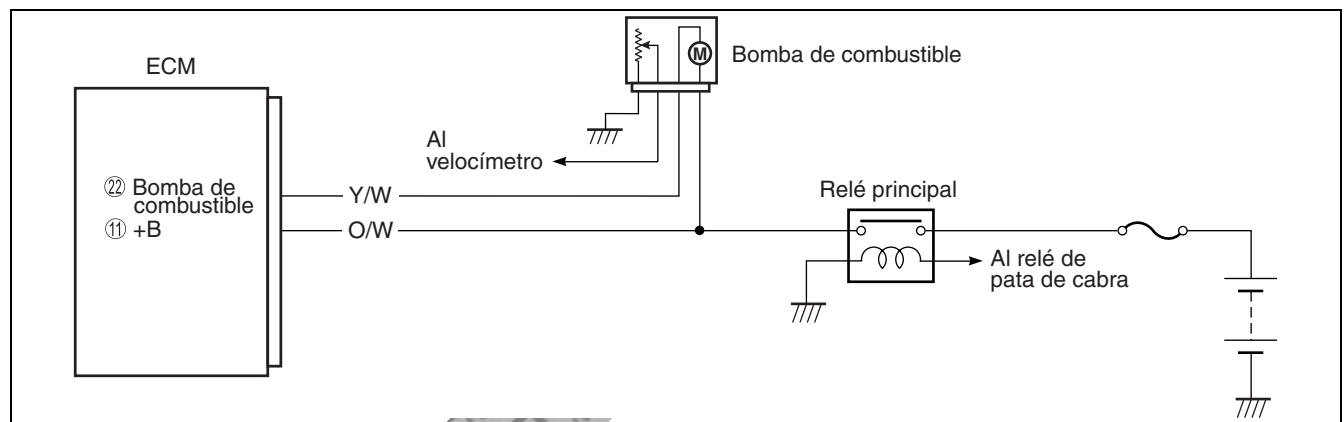 ECM
㉒ Bomba de
combustible
⑪ +B
Y/W
O/W
Al
velocímetro
M
Bomba de combustible
Relé principal
Al relé de
pata de cabra